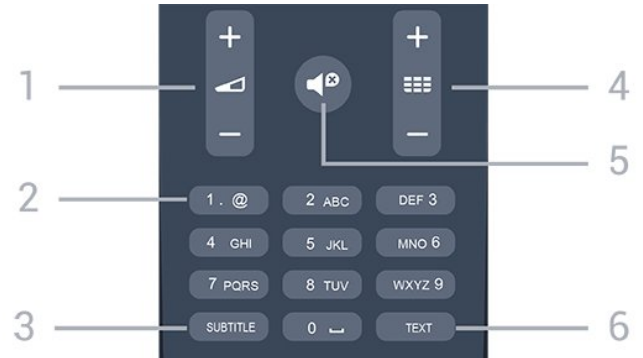 + +
1 4
- -
5
2 1 . @ 2 ABC DEF 3
4 GHI 5 JKL MNO 6
7 PQRS 8 TUV WXYZ 9
3 SUBTITLE 0 ⎵ TEXT 6